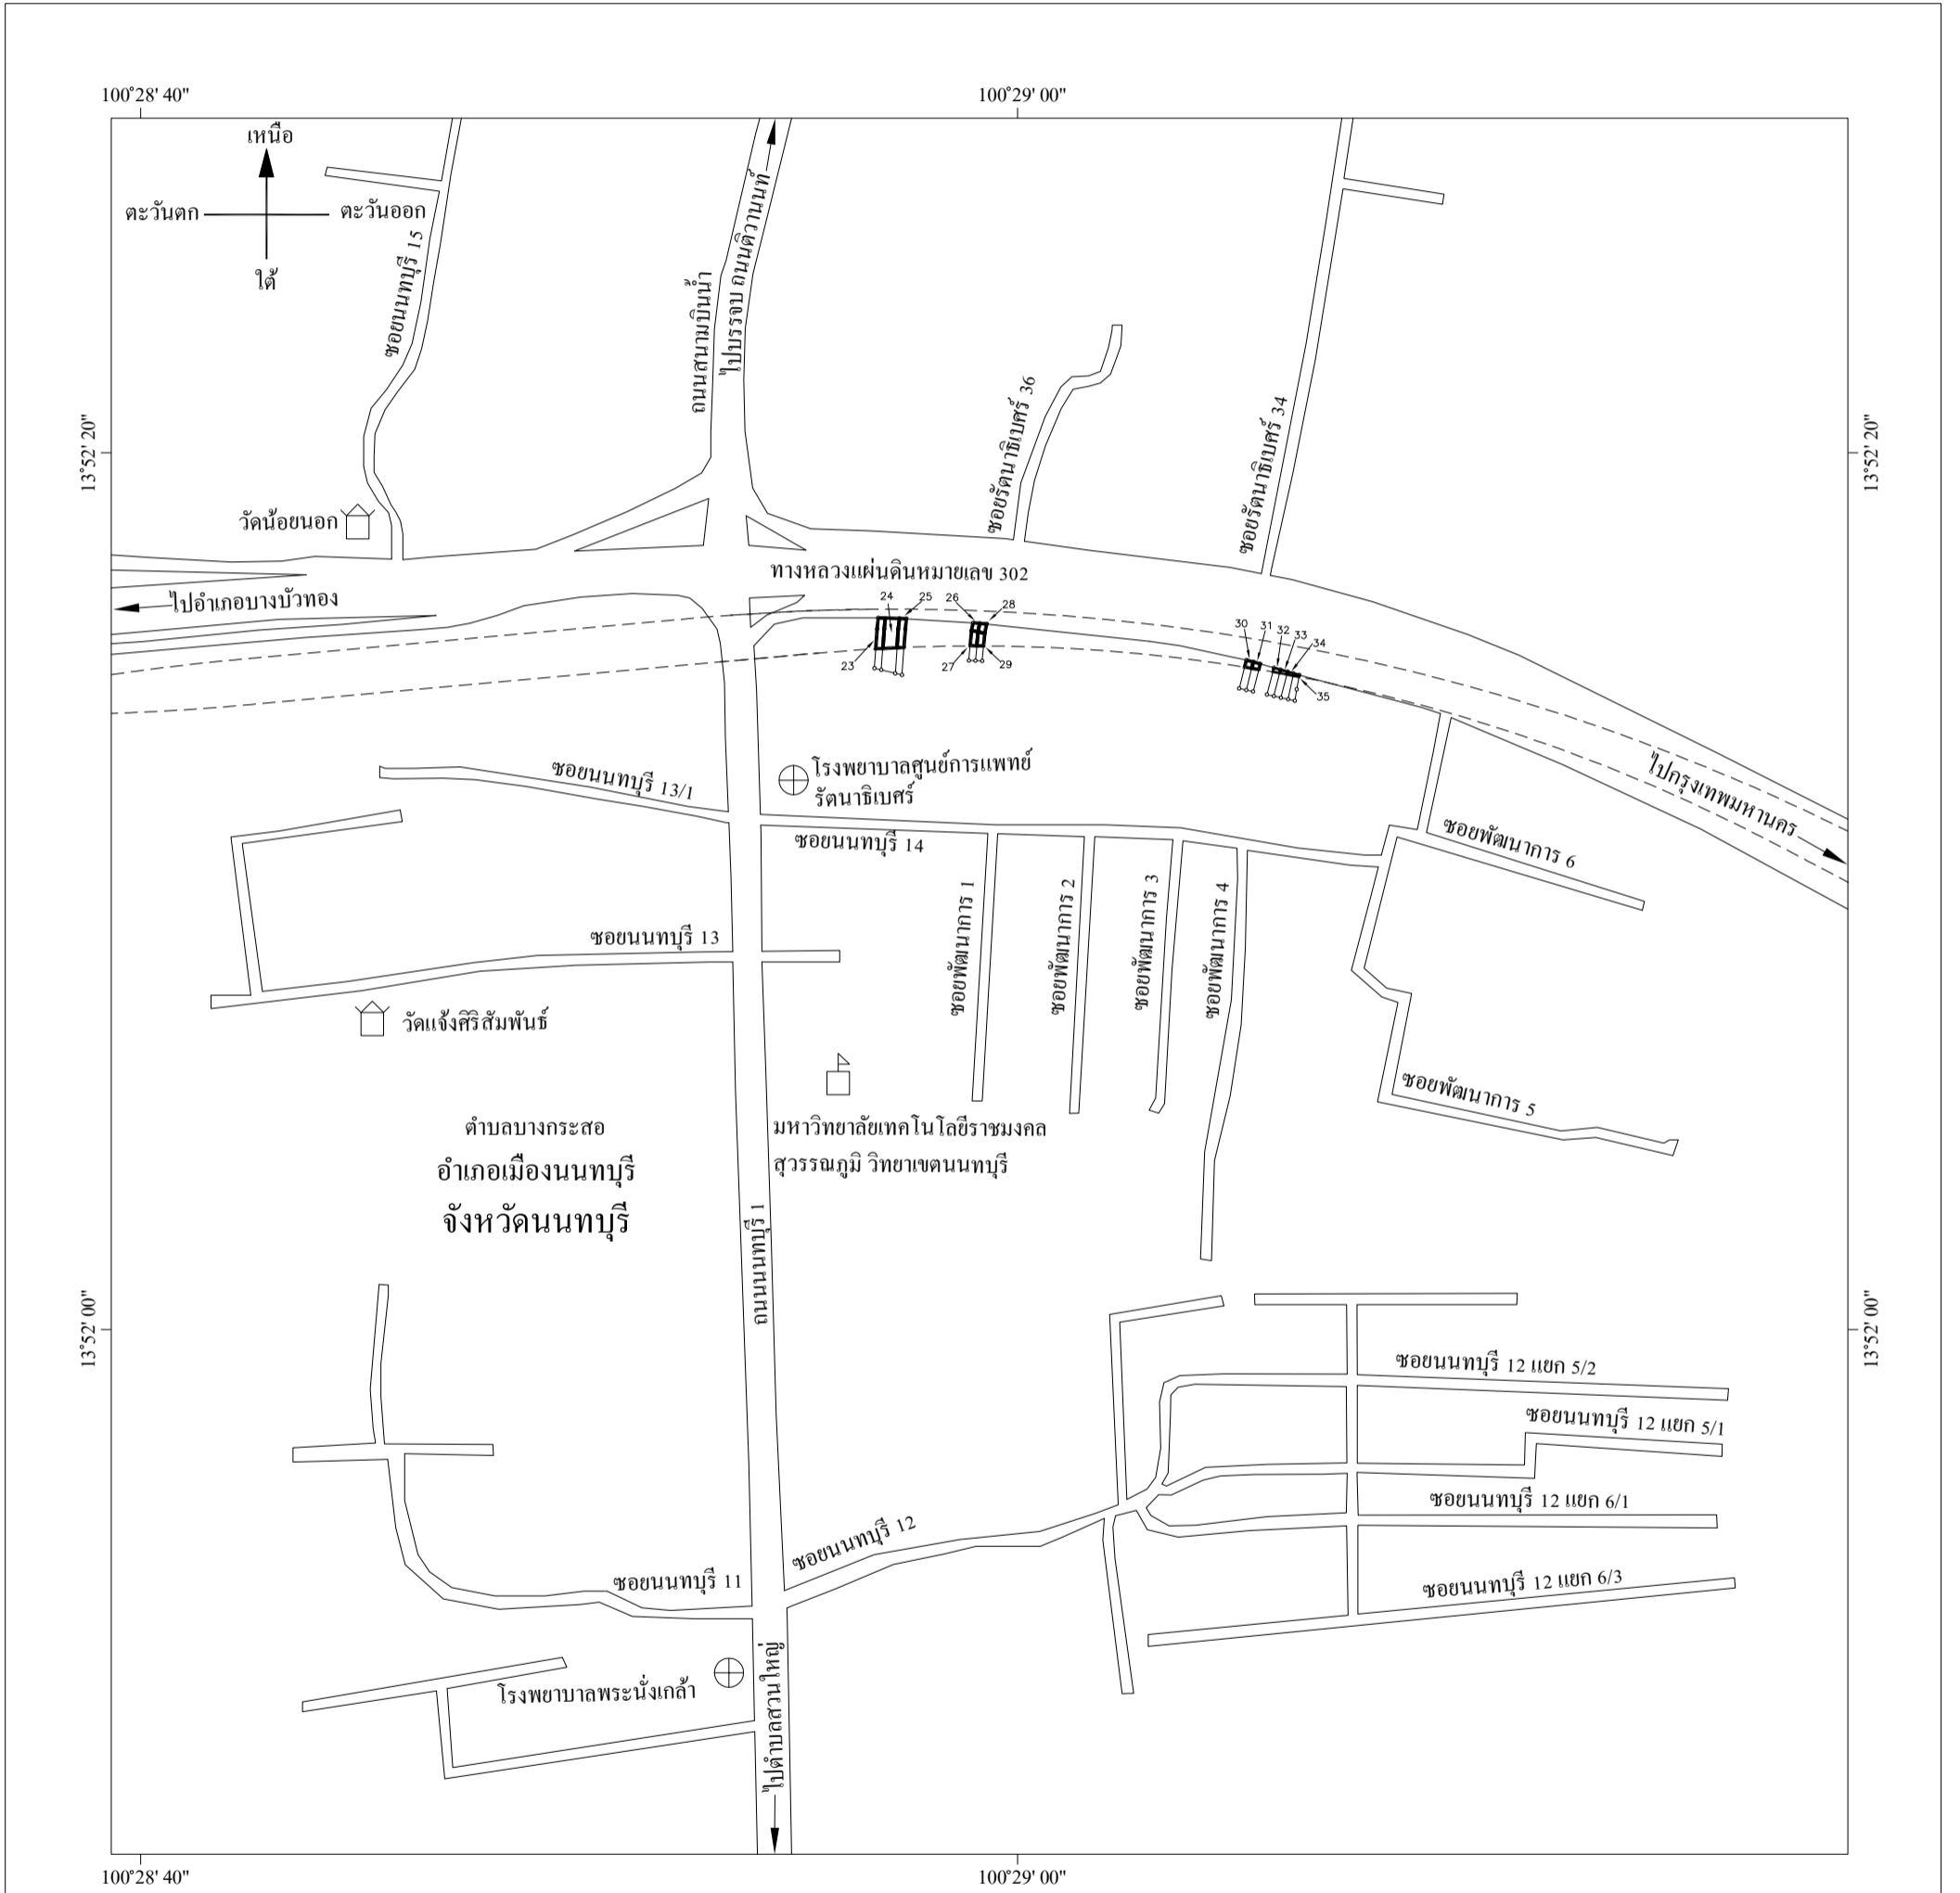 100°28' 40"
100°29' 00"
เหนือ
ตะวันตก
ตะวันออก
ใต้
ซอยนนทบุรี 15
ถนนสนามบินน้ำ
ไปบรรจบ ถนนติวานนท์
ซอยรัตนาธิเบศร์ 36
ซอยรัตนาธิเบศร์ 34
13°52' 20"
13°52' 20"
วัดน้อยนอก
ทางหลวงแผ่นดินหมายเลข 302
ไปอำเภอบางบัวทอง
24
25
26
28
23
27
29
30
31
32
33
34
35
ไปกรุงเทพมหานคร
โรงพยาบาลศูนย์การแพทย์
รัตนาธิเบศร์
ซอยนนทบุรี 13/1
ซอยนนทบุรี 14
ซอยพัฒนาการ 6
ซอยพัฒนาการ 1
ซอยพัฒนาการ 2
ซอยพัฒนาการ 3
ซอยพัฒนาการ 4
ซอยนนทบุรี 13
วัดแจ้งศิริสัมพันธ์
ซอยพัฒนาการ 5
ตำบลบางกระสอ
อำเภอเมืองนนทบุรี
จังหวัดนนทบุรี
มหาวิทยาลัยเทคโนโลยีราชมงคล
สุวรรณภูมิ วิทยาเขตนนทบุรี
ถนนนนทบุรี 1
13°52' 00"
13°52' 00"
ซอยนนทบุรี 12 แยก 5/2
ซอยนนทบุรี 12 แยก 5/1
ซอยนนทบุรี 12 แยก 6/1
ซอยนนทบุรี 12
ซอยนนทบุรี 11
ซอยนนทบุรี 12 แยก 6/3
โรงพยาบาลพระนั่งเกล้า
ไปตำบลสวนใหญ่
100°28' 40"
100°29' 00"